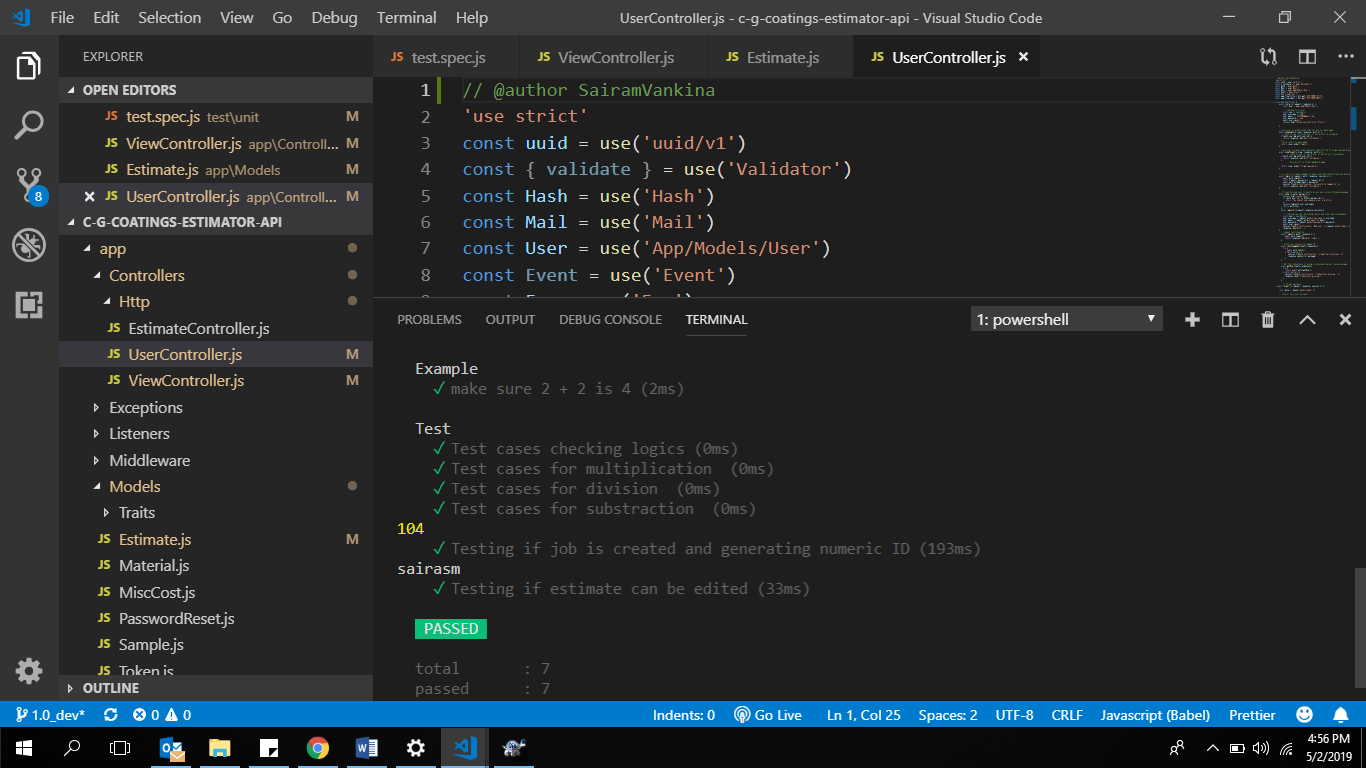 File Edit Selection View Go Debug Terminal Help UserController.js - c-g-coatings-estimator-api - Visual Studio Code
EXPLORER
OPEN EDITORS
JS test.spec.js test\unit M
JS ViewController.js app\Controll... M
JS Estimate.js app\Models M
JS UserController.js app\Controll... M
8
C-G-COATINGS-ESTIMATOR-API
app
Controllers
Http
JS EstimateController.js
JS UserController.js M
JS ViewController.js M
Exceptions
Listeners
Middleware
Models
Traits
JS Estimate.js M
JS Material.js
JS MiscCost.js
JS PasswordReset.js
JS Sample.js
JS Token.js
OUTLINE
JS test.spec.js JS ViewController.js JS Estimate.js JS UserController.js
1 // @author SairamVankina
2 'use strict'
3 const uuid = use('uuid/v1')
4 const { validate } = use('Validator')
5 const Hash = use('Hash')
6 const Mail = use('Mail')
7 const User = use('App/Models/User')
8 const Event = use('Event')
PROBLEMS OUTPUT DEBUG CONSOLE TERMINAL 1: powershell
Example
✓ make sure 2 + 2 is 4 (2ms)
Test
✓ Test cases checking logics (0ms)
✓ Test cases for multiplication (0ms)
✓ Test cases for division (0ms)
✓ Test cases for substraction (0ms)
104
✓ Testing if job is created and generating numeric ID (193ms)
sairasm
✓ Testing if estimate can be edited (33ms)
PASSED
total : 7
passed : 7
1.0_dev* 0 0 Indents: 0 Go Live Ln 1, Col 25 Spaces: 2 UTF-8 CRLF Javascript (Babel) Prettier
4:56 PM
5/2/2019